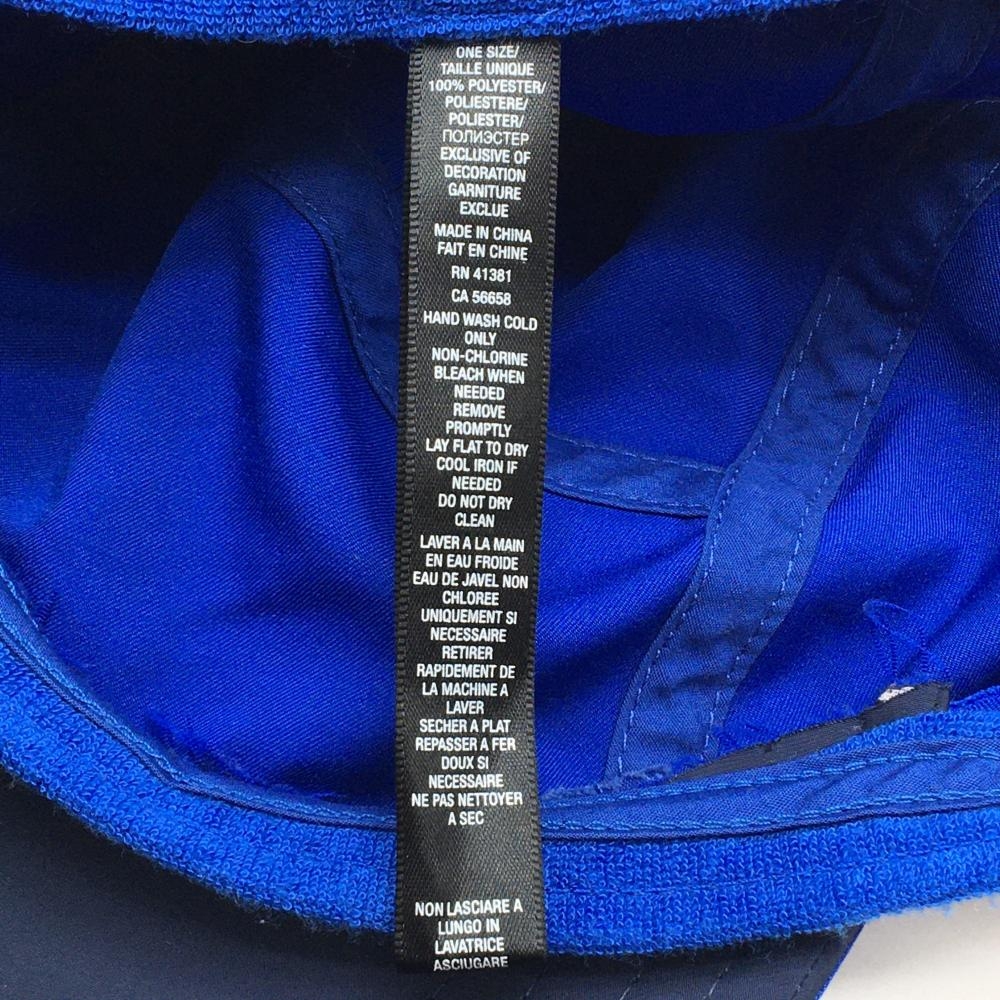 ONE SIZE/
TAILLE UNIQUE
100% POLYESTER/
POLIESTERE/
POLIESTER/
ПОЛИЭСТЕР
EXCLUSIVE OF
DECORATION
GARNITURE
EXCLUE
MADE IN CHINA
FAIT EN CHINE
RN 41381
CA 56658
HAND WASH COLD
ONLY
NON-CHLORINE
BLEACH WHEN
NEEDED
REMOVE
PROMPTLY
LAY FLAT TO DRY
COOL IRON IF
NEEDED
DO NOT DRY
CLEAN
LAVER A LA MAIN
EN EAU FROIDE
EAU DE JAVEL NON
CHLOREE
UNIQUEMENT SI
NECESSAIRE
RETIRER
RAPIDEMENT DE
LA MACHINE A
LAVER
SECHER A PLAT
REPASSER A FER
DOUX SI
NECESSAIRE
NE PAS NETTOYER
A SEC
NON LASCIARE A
LUNGO IN
LAVATRICE
ASCIUGARE